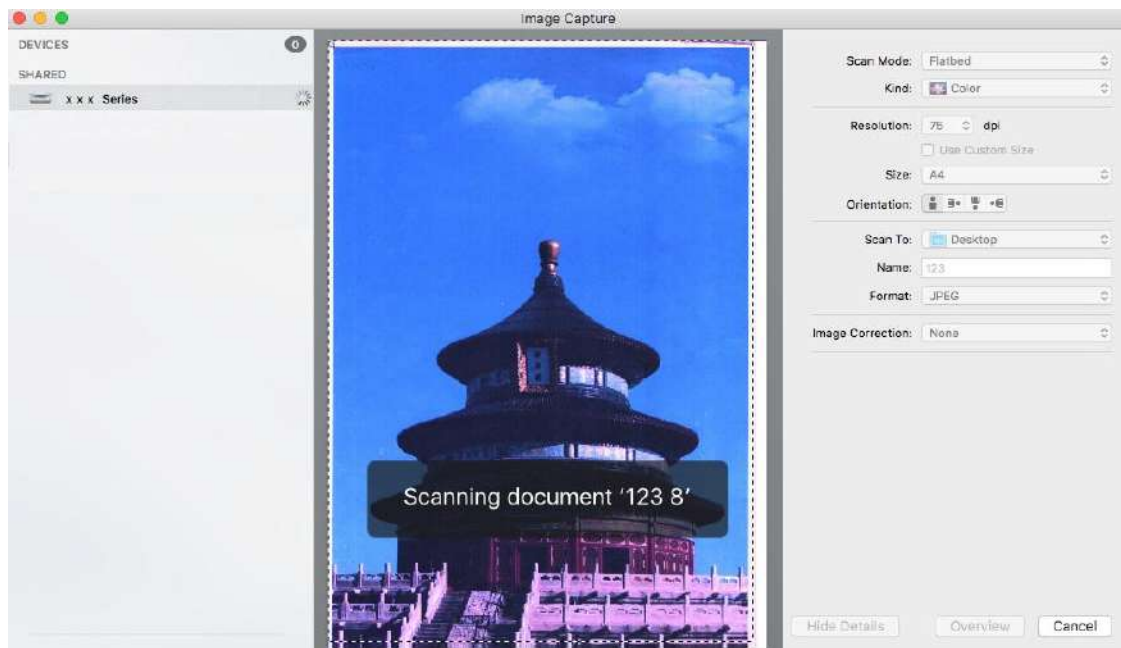 Image Capture
DEVICES
0
SHARED
x x x Series
Scanning document ‘123 8’
Scan Mode: Flatbed
Kind: Color
Resolution: 75 dpi
Use Custom Size
Size: A4
Orientation:
Scan To: Desktop
Name: 123
Format: JPEG
Image Correction: None
Hide Details
Overview
Cancel